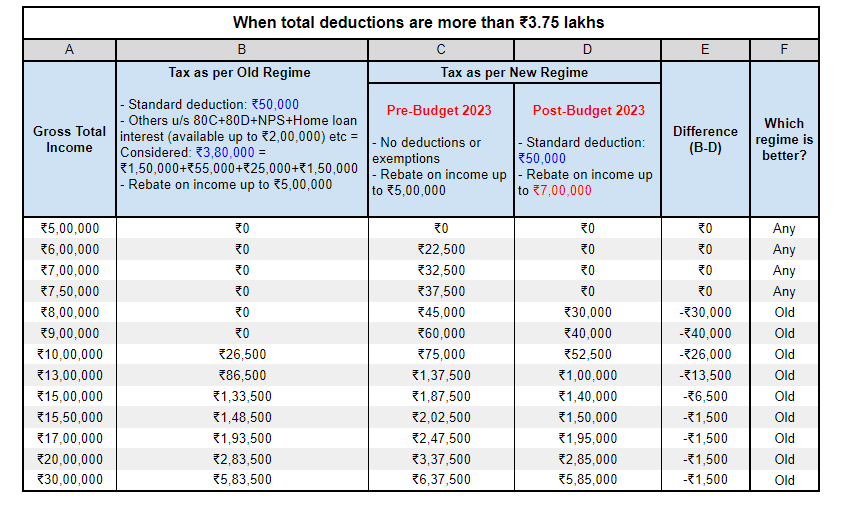 When total deductions are more than ₹3.75 lakhs
A B C D E F
Gross Total
Income
Tax as per Old Regime
- Standard deduction: ₹50,000
- Others u/s 80C+80D+NPS+Home loan
interest (available up to ₹2,00,000) etc =
Considered: ₹3,80,000 =
₹1,50,000+₹55,000+₹25,000+₹1,50,000
- Rebate on income up to ₹5,00,000
Tax as per New Regime
Pre-Budget 2023
- No deductions or
exemptions
- Rebate on income up
to ₹5,00,000
Post-Budget 2023
- Standard deduction:
₹50,000
- Rebate on income up
to ₹7,00,000
Difference
(B-D)
Which
regime is
better?
₹5,00,000 ₹0 ₹0 ₹0 ₹0 Any
₹6,00,000 ₹0 ₹22,500 ₹0 ₹0 Any
₹7,00,000 ₹0 ₹32,500 ₹0 ₹0 Any
₹7,50,000 ₹0 ₹37,500 ₹0 ₹0 Any
₹8,00,000 ₹0 ₹45,000 ₹30,000 -₹30,000 Old
₹9,00,000 ₹0 ₹60,000 ₹40,000 -₹40,000 Old
₹10,00,000 ₹26,500 ₹75,000 ₹52,500 -₹26,000 Old
₹13,00,000 ₹86,500 ₹1,37,500 ₹1,00,000 -₹13,500 Old
₹15,00,000 ₹1,33,500 ₹1,87,500 ₹1,40,000 -₹6,500 Old
₹15,50,000 ₹1,48,500 ₹2,02,500 ₹1,50,000 -₹1,500 Old
₹17,00,000 ₹1,93,500 ₹2,47,500 ₹1,95,000 -₹1,500 Old
₹20,00,000 ₹2,83,500 ₹3,37,500 ₹2,85,000 -₹1,500 Old
₹30,00,000 ₹5,83,500 ₹6,37,500 ₹5,85,000 -₹1,500 Old